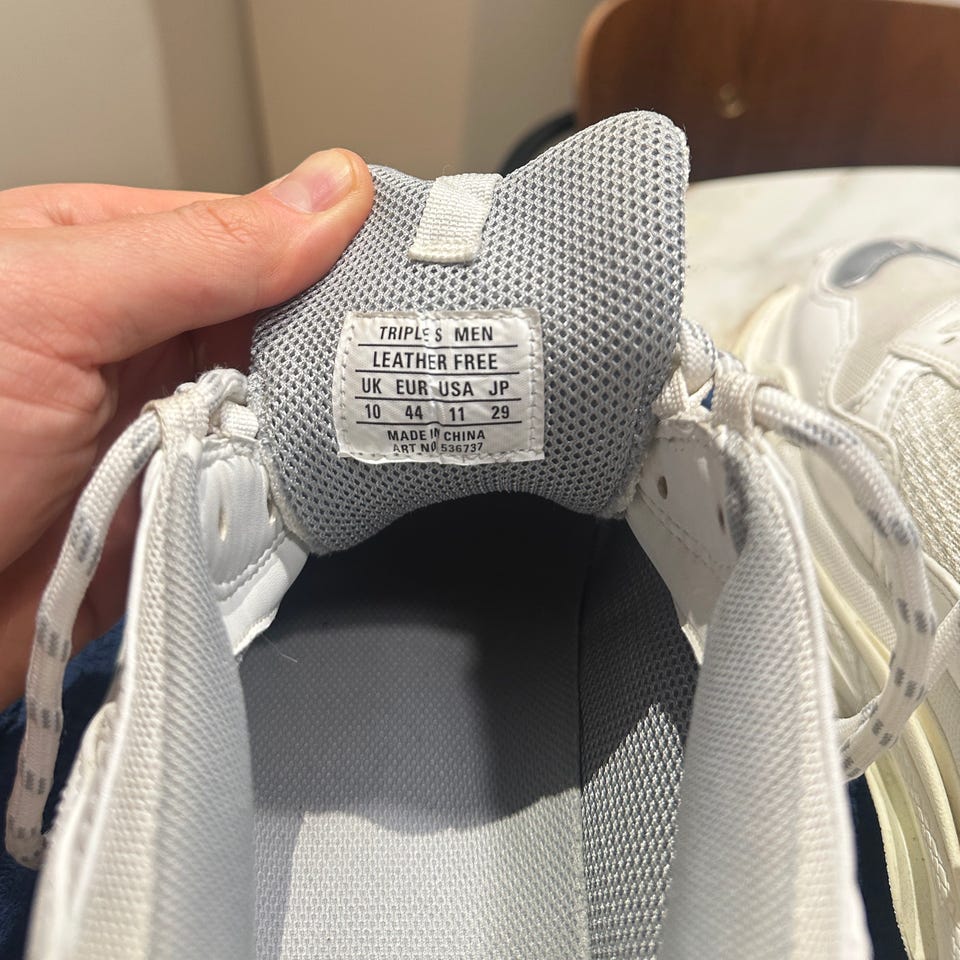 TRIPLE S MEN
LEATHER FREE
UK EUR USA JP
10 44 11 29
MADE IN CHINA
ART NO 536737